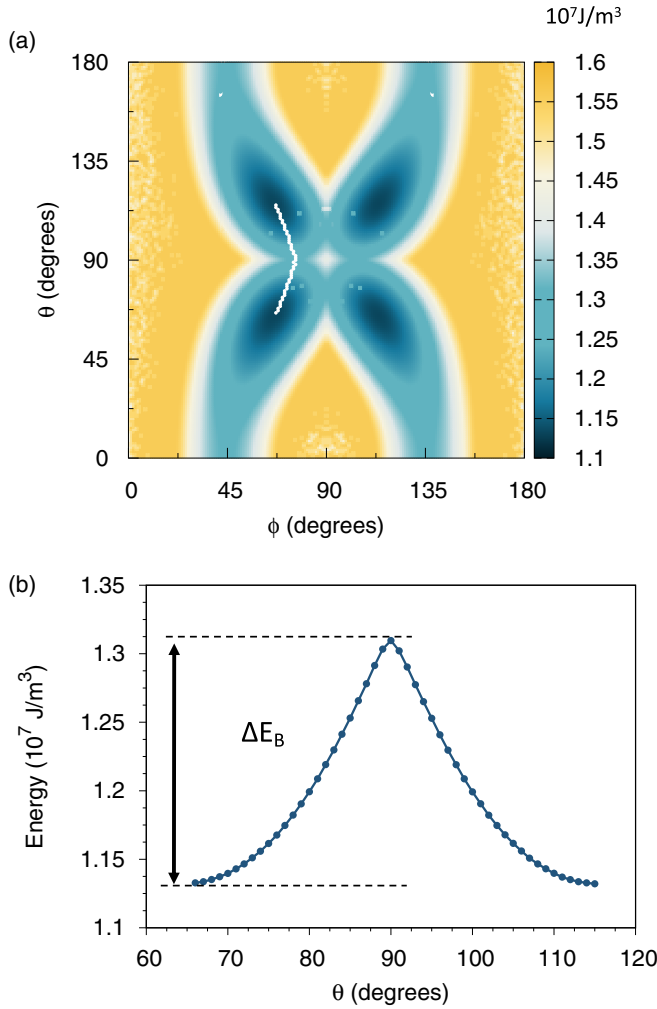 10⁷J/m³
(a)
180
135
90
45
0
θ (degrees)
0 45 90 135 180
ϕ (degrees)
1.6
1.55
1.5
1.45
1.4
1.35
1.3
1.25
1.2
1.15
1.1
(b)
1.35
1.3
1.25
1.2
1.15
1.1
Energy (10⁷ J/m³)
ΔE_B
60 70 80 90 100 110 120
θ (degrees)